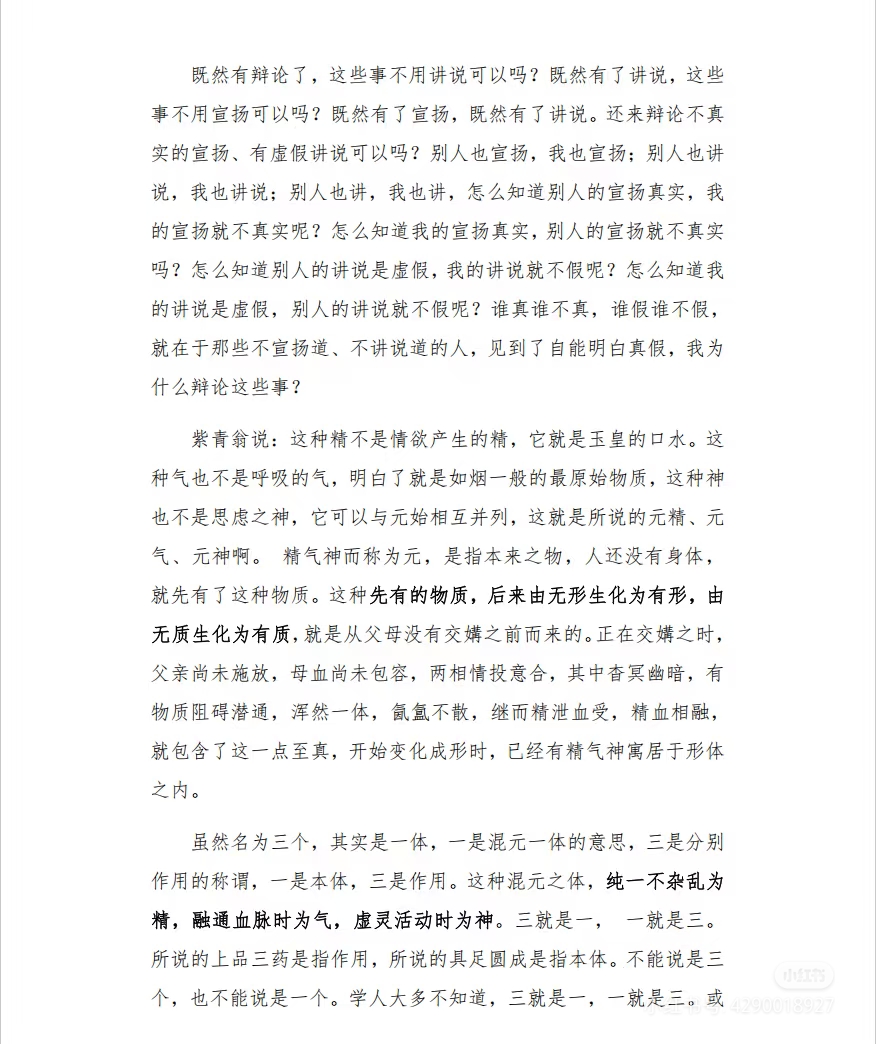 既然有辩论了，这些事不用讲说可以吗？既然有了讲说，这些
事不用宣扬可以吗？既然有了宣扬，既然有了讲说。还来辩论不真
实的宣扬、有虚假讲说可以吗？别人也宣扬，我也宣扬；别人也讲
说，我也讲说；别人也讲，我也讲，怎么知道别人的宣扬真实，我
的宣扬就不真实呢？怎么知道我的宣扬真实，别人的宣扬就不真实
吗？怎么知道别人的讲说是虚假，我的讲说就不假呢？怎么知道我
的讲说是虚假，别人的讲说就不假呢？谁真谁不真，谁假谁不假，
就在于那些不宣扬道、不讲说道的人，见到了自能明白真假，我为
什么辩论这些事？
紫青翁说：这种精不是情欲产生的精，它就是玉皇的口水。这
种气也不是呼吸的气，明白了就是如烟一般的最原始物质，这种神
也不是思虑之神，它可以与元始相互并列，这就是所说的元精、元
气、元神啊。 精气神而称为元，是指本来之物，人还没有身体，
就先有了这种物质。这种先有的物质，后来由无形生化为有形，由
无质生化为有质，就是从父母没有交媾之前而来的。正在交媾之时，
父亲尚未施放，母血尚未包容，两相情投意合，其中杳冥幽暗，有
物质阻碍潜通，浑然一体，氤氲不散，继而精泄血受，精血相融，
就包含了这一点至真，开始变化成形时，已经有精气神寓居于形体
之内。
虽然名为三个，其实是一体，一是混元一体的意思，三是分别
作用的称谓，一是本体，三是作用。这种混元之体，纯一不杂乱为
精，融通血脉时为气，虚灵活动时为神。三就是一， 一就是三。
所说的上品三药是指作用，所说的具足圆成是指本体。不能说是三
个，也不能说是一个。学人大多不知道，三就是一，一就是三。或
小红书
4290018927